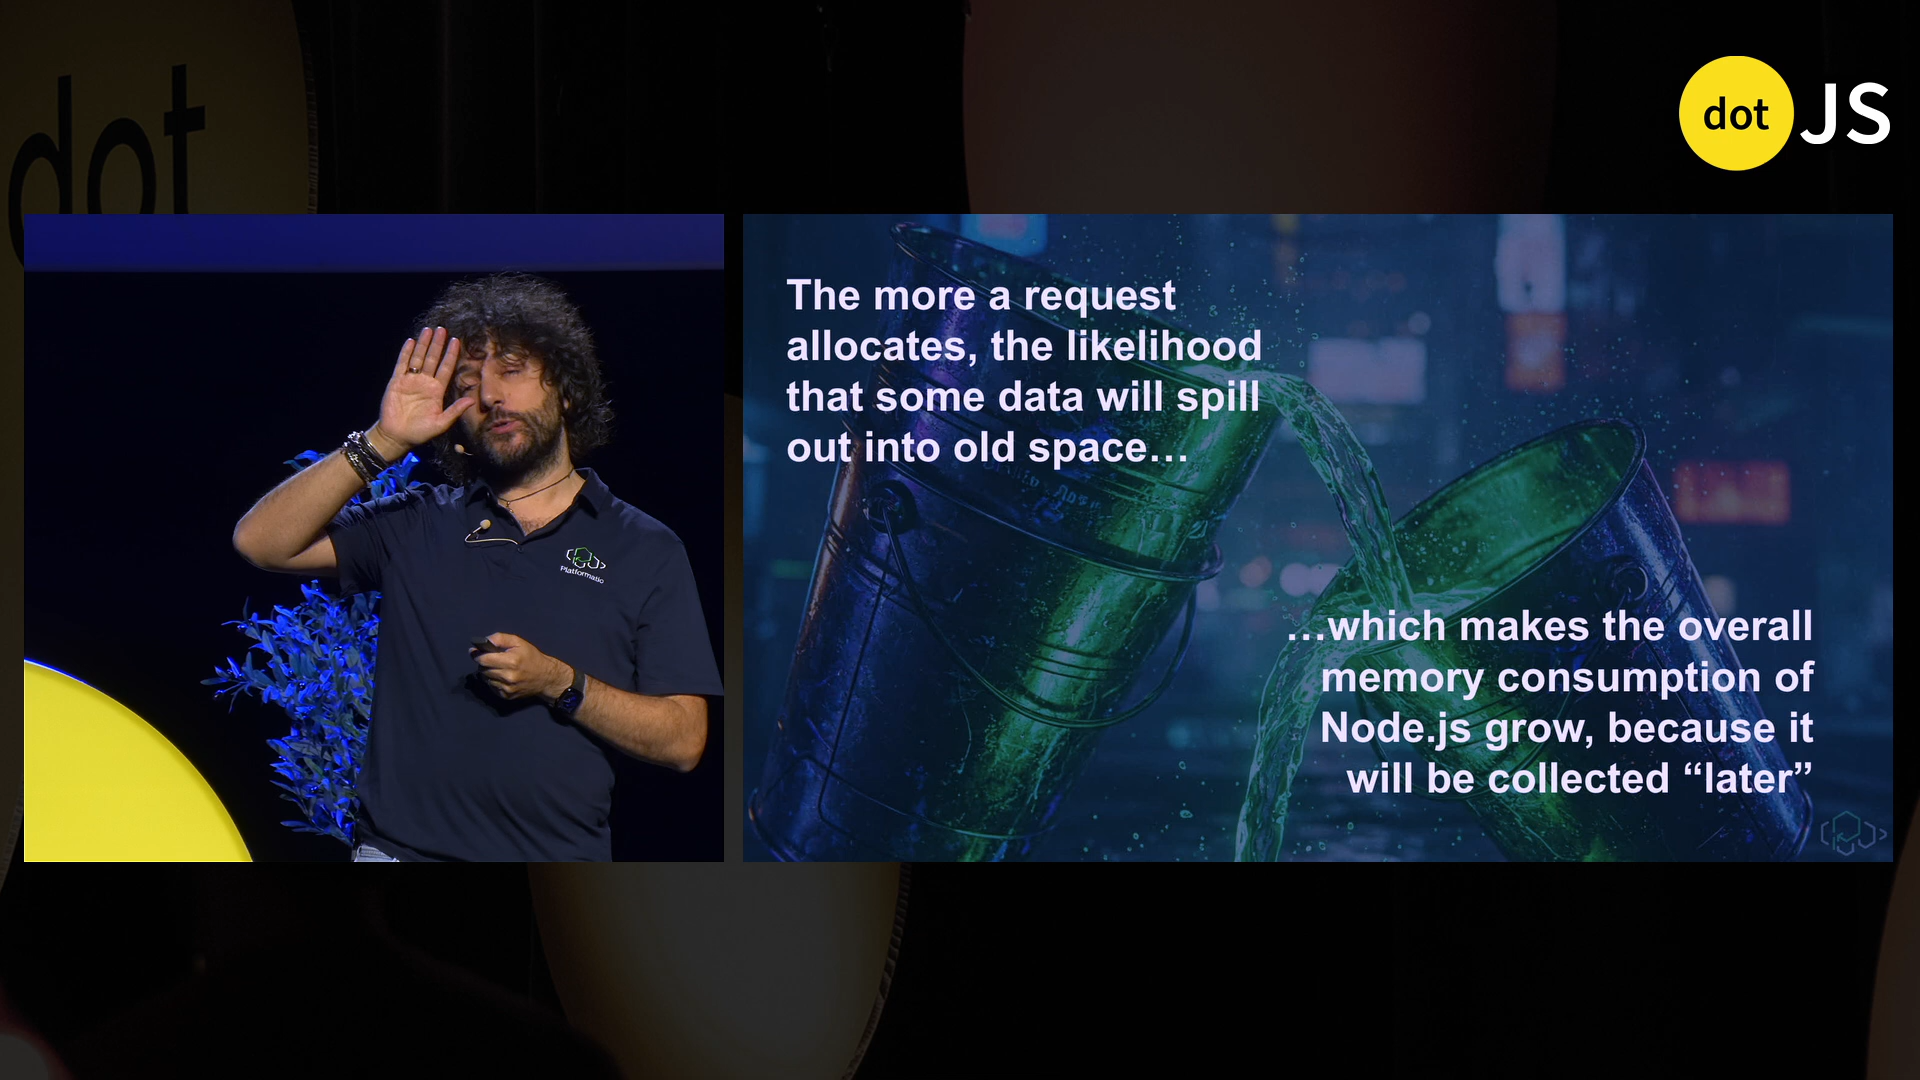 dot
dot JS
The more a request
allocates, the likelihood
that some data will spill
out into old space…
Platformatic
…which makes the overall
memory consumption of
Node.js grow, because it
will be collected “later”